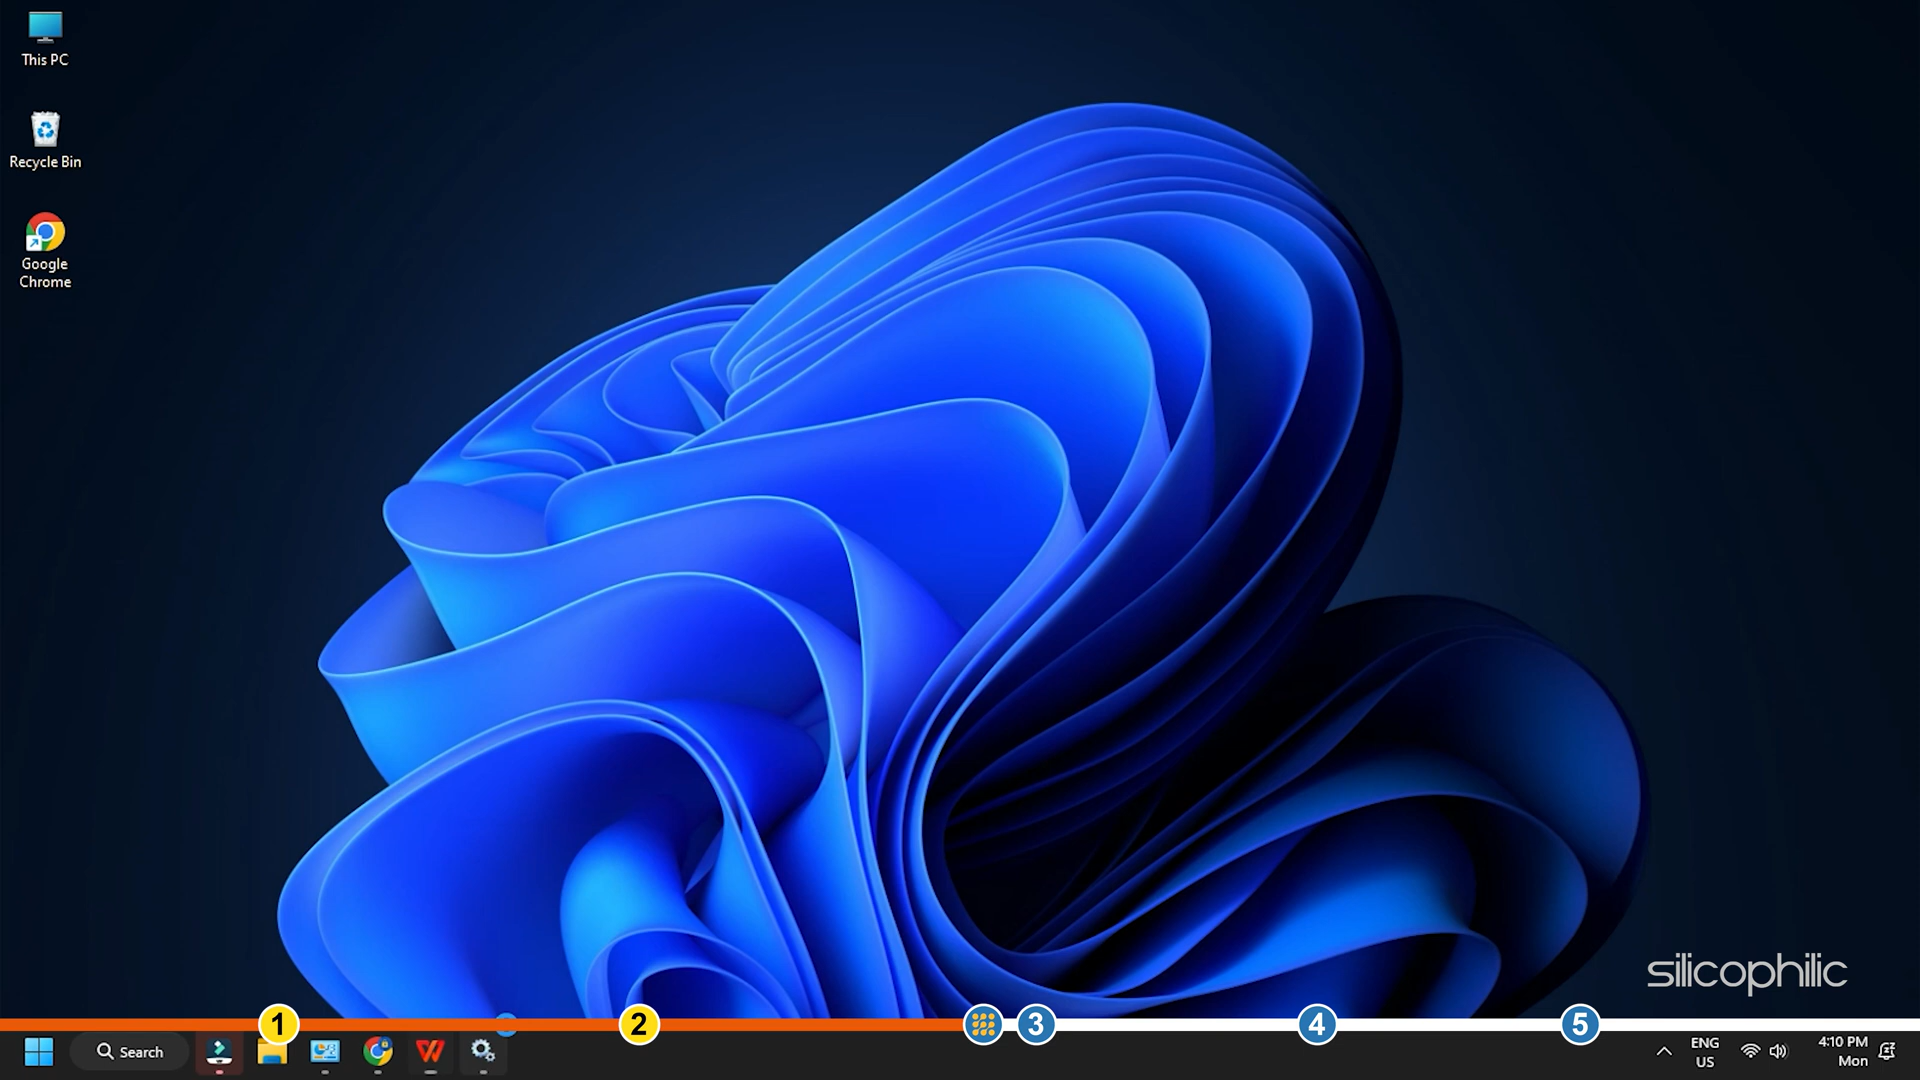 This PC
Recycle Bin
Google
Chrome
silicophilic
1
2
3
4
5
Search
ENG
US
4:10 PM
Mon